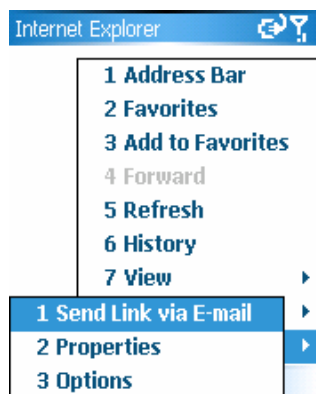 Internet Explorer
1 Address Bar
2 Favorites
3 Add to Favorites
4 Forward
5 Refresh
6 History
7 View
1 Send Link via E-mail
2 Properties
3 Options